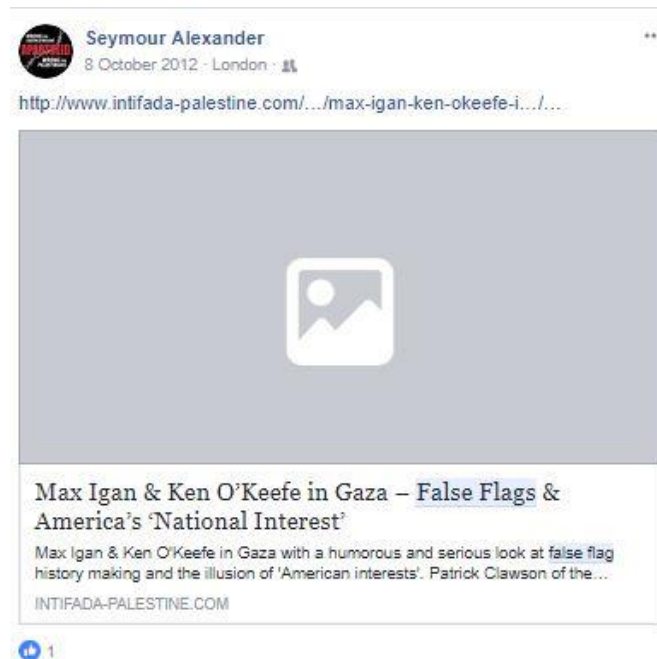 APARTHEID
Seymour Alexander
8 October 2012 · London ·
http://www.intifada-palestine.com/.../max-igan-ken-okeefe-i.../...
Max Igan & Ken O’Keefe in Gaza – False Flags &
America’s ‘National Interest’
Max Igan & Ken O'Keefe in Gaza with a humorous and serious look at false flag
history making and the illusion of 'American interests'. Patrick Clawson of the...
INTIFADA-PALESTINE.COM
1